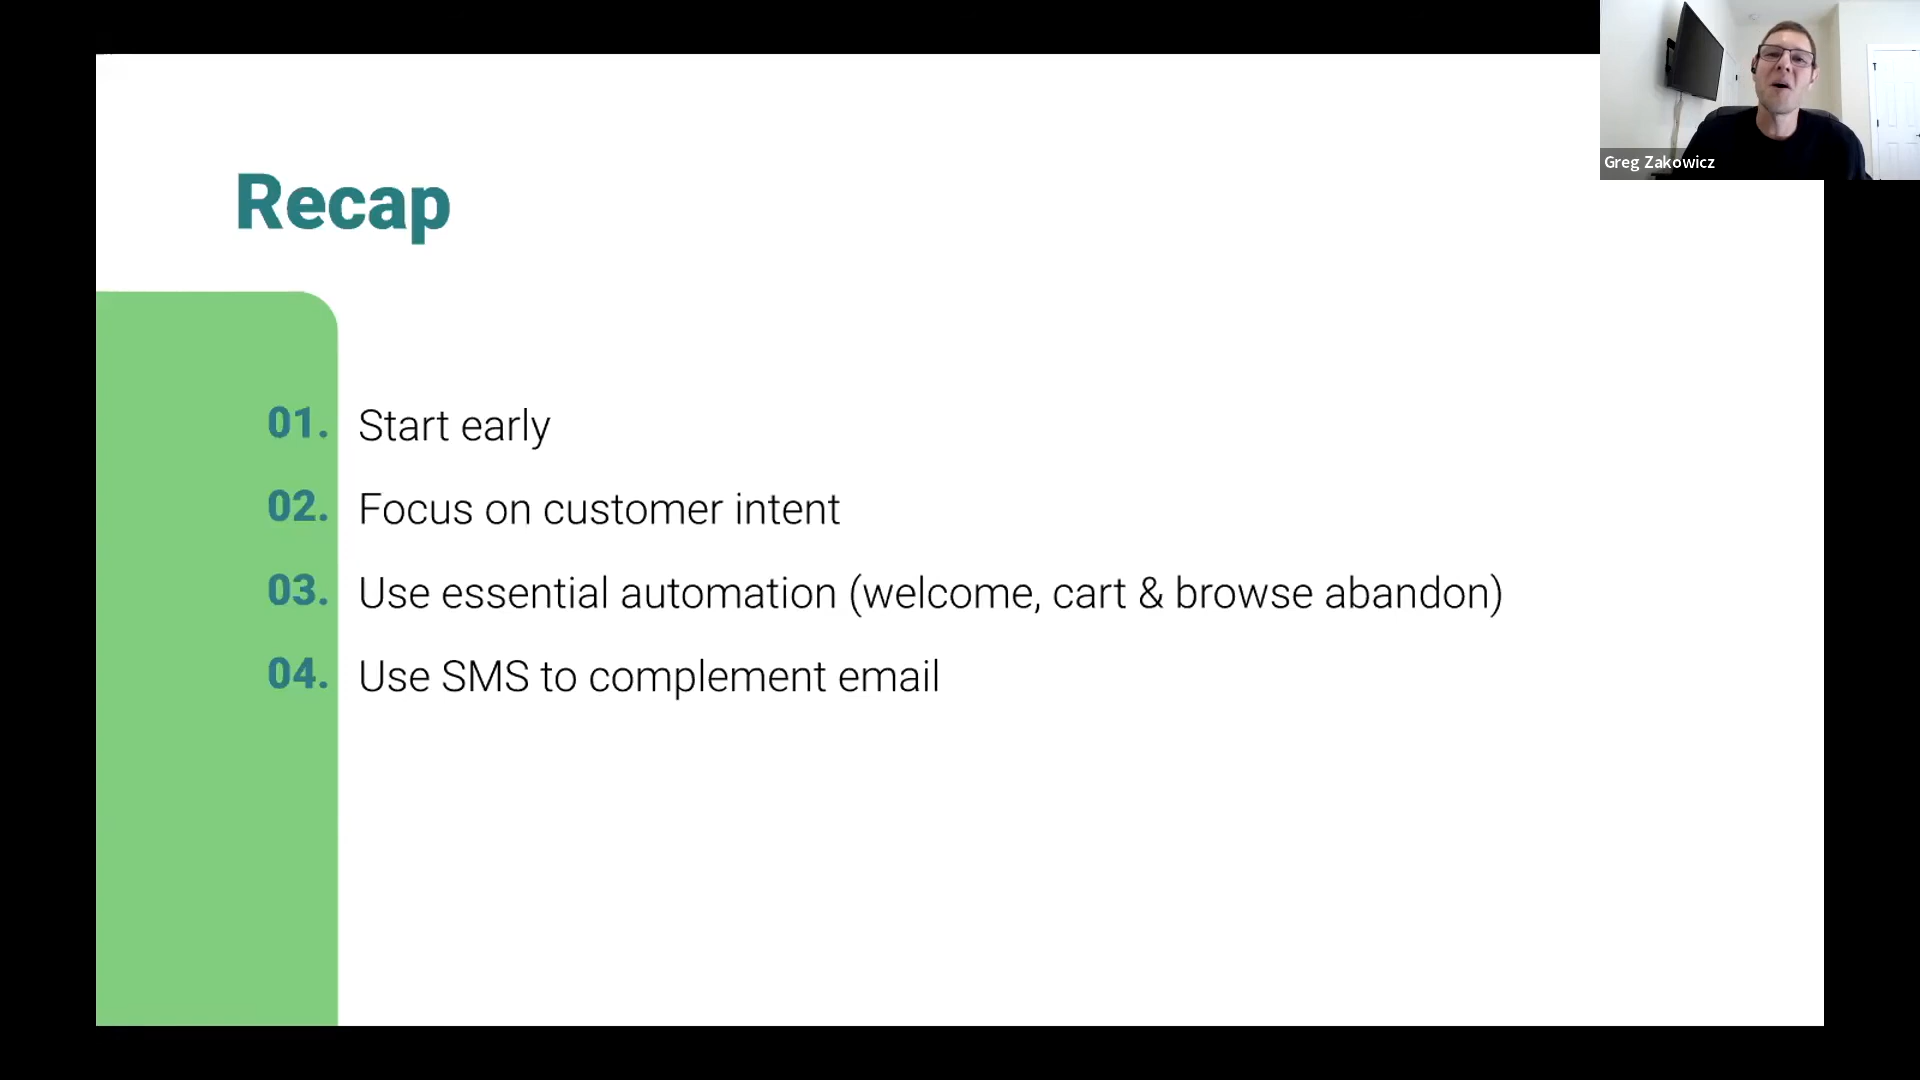 Greg Zakowicz
Recap
01. Start early
02. Focus on customer intent
03. Use essential automation (welcome, cart & browse abandon)
04. Use SMS to complement email